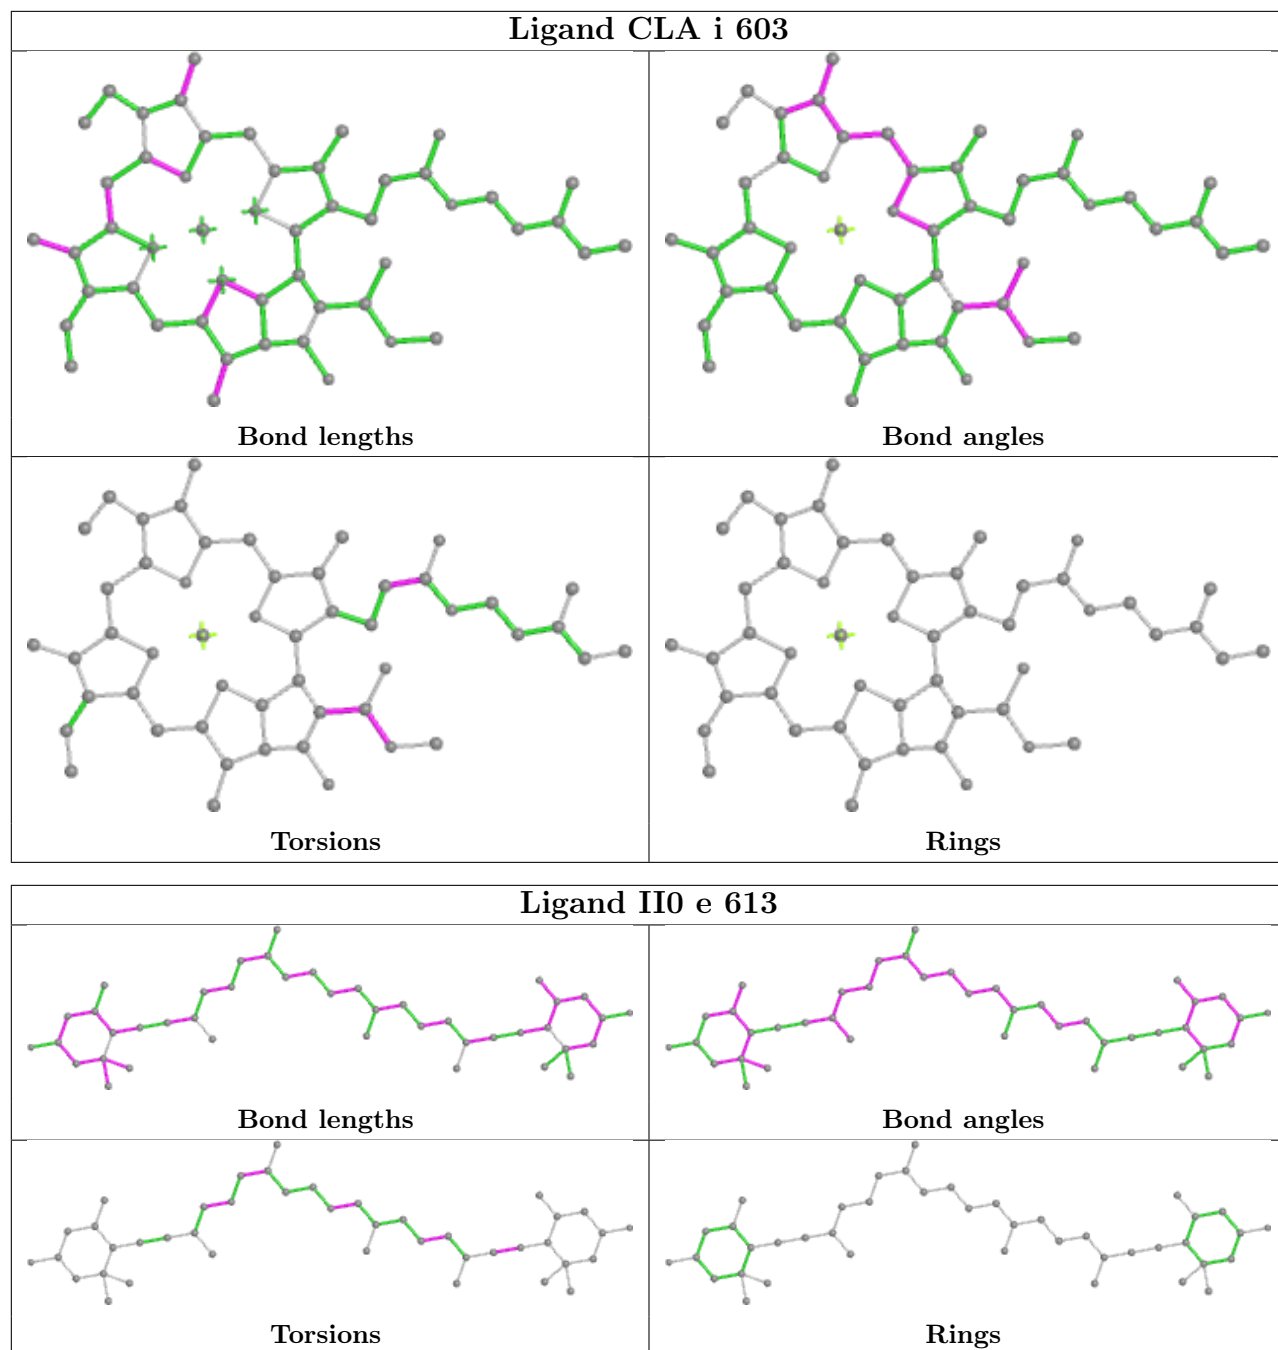 Ligand CLA i 603
Bond lengths
Bond angles
Torsions
Rings
Ligand II0 e 613
Bond lengths
Bond angles
Torsions
Rings